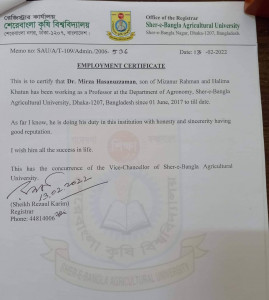 রেজিস্ট্রার কার্যালয়
শেরেবাংলা কৃষি বিশ্ববিদ্যালয়
শেরেবাংলা নগর, ঢাকা-১২০৭, বাংলাদেশ
Office of the Registrar
Sher-e-Bangla Agricultural University
Sher-e-Bangla Nagar, Dhaka-1207, Bangladesh
Memo no: SAU/A/T-109/Admin./2006-
Date: 13 -02-2022
EMPLOYMENT CERTIFICATE
This is to certify that Dr. Mirza Hasanuzzaman, son of Mizanur Rahman and Halima
Khatun has been working as a Professor at the Department of Agronomy, Sher-e-Bangla
Agricultural University, Dhaka-1207, Bangladesh since 01 June, 2017 to till date.
As far I know, he is doing his duty in this institution with honesty and sincerity having
good reputation.
I wish him all the success in life.
This has the concurrence of the Vice-Chancellor of Sher-e-Bangla Agricultural
University.
13.02.2022
(Sheikh Rezaul Karim)
Registrar
Phone: 44814006